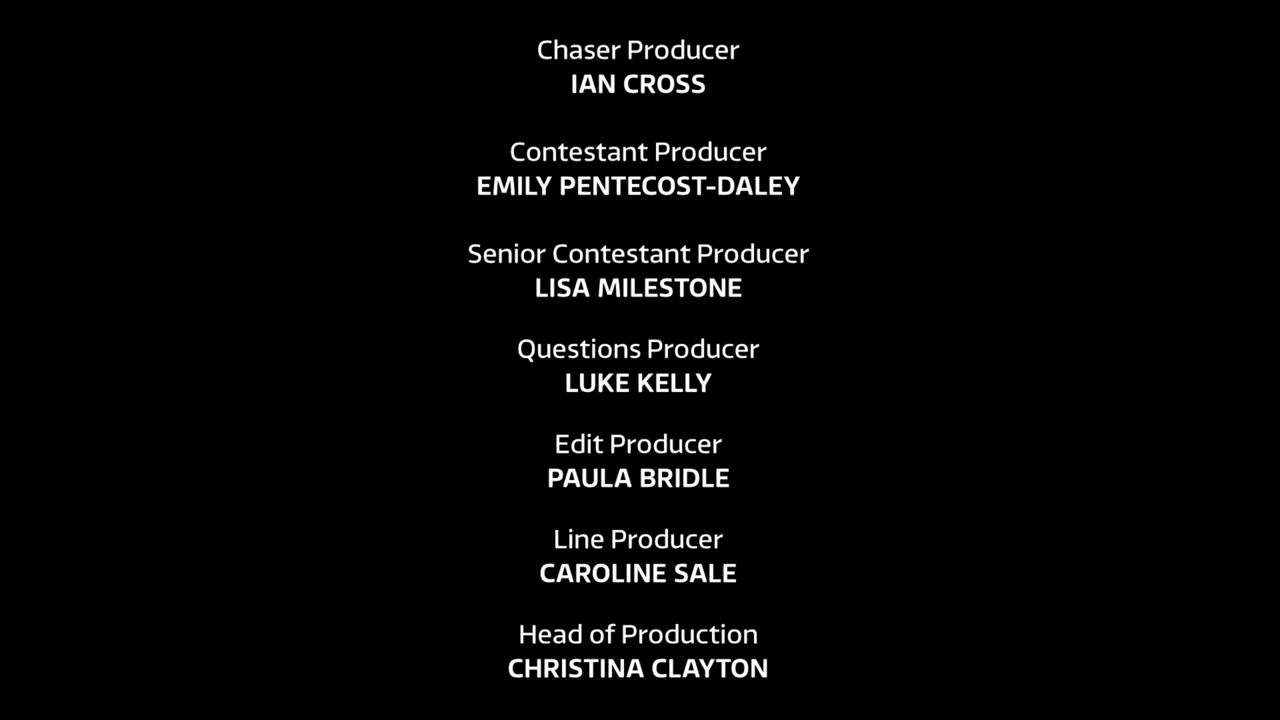 Chaser Producer
IAN CROSS
Contestant Producer
EMILY PENTECOST-DALEY
Senior Contestant Producer
LISA MILESTONE
Questions Producer
LUKE KELLY
Edit Producer
PAULA BRIDLE
Line Producer
CAROLINE SALE
Head of Production
CHRISTINA CLAYTON